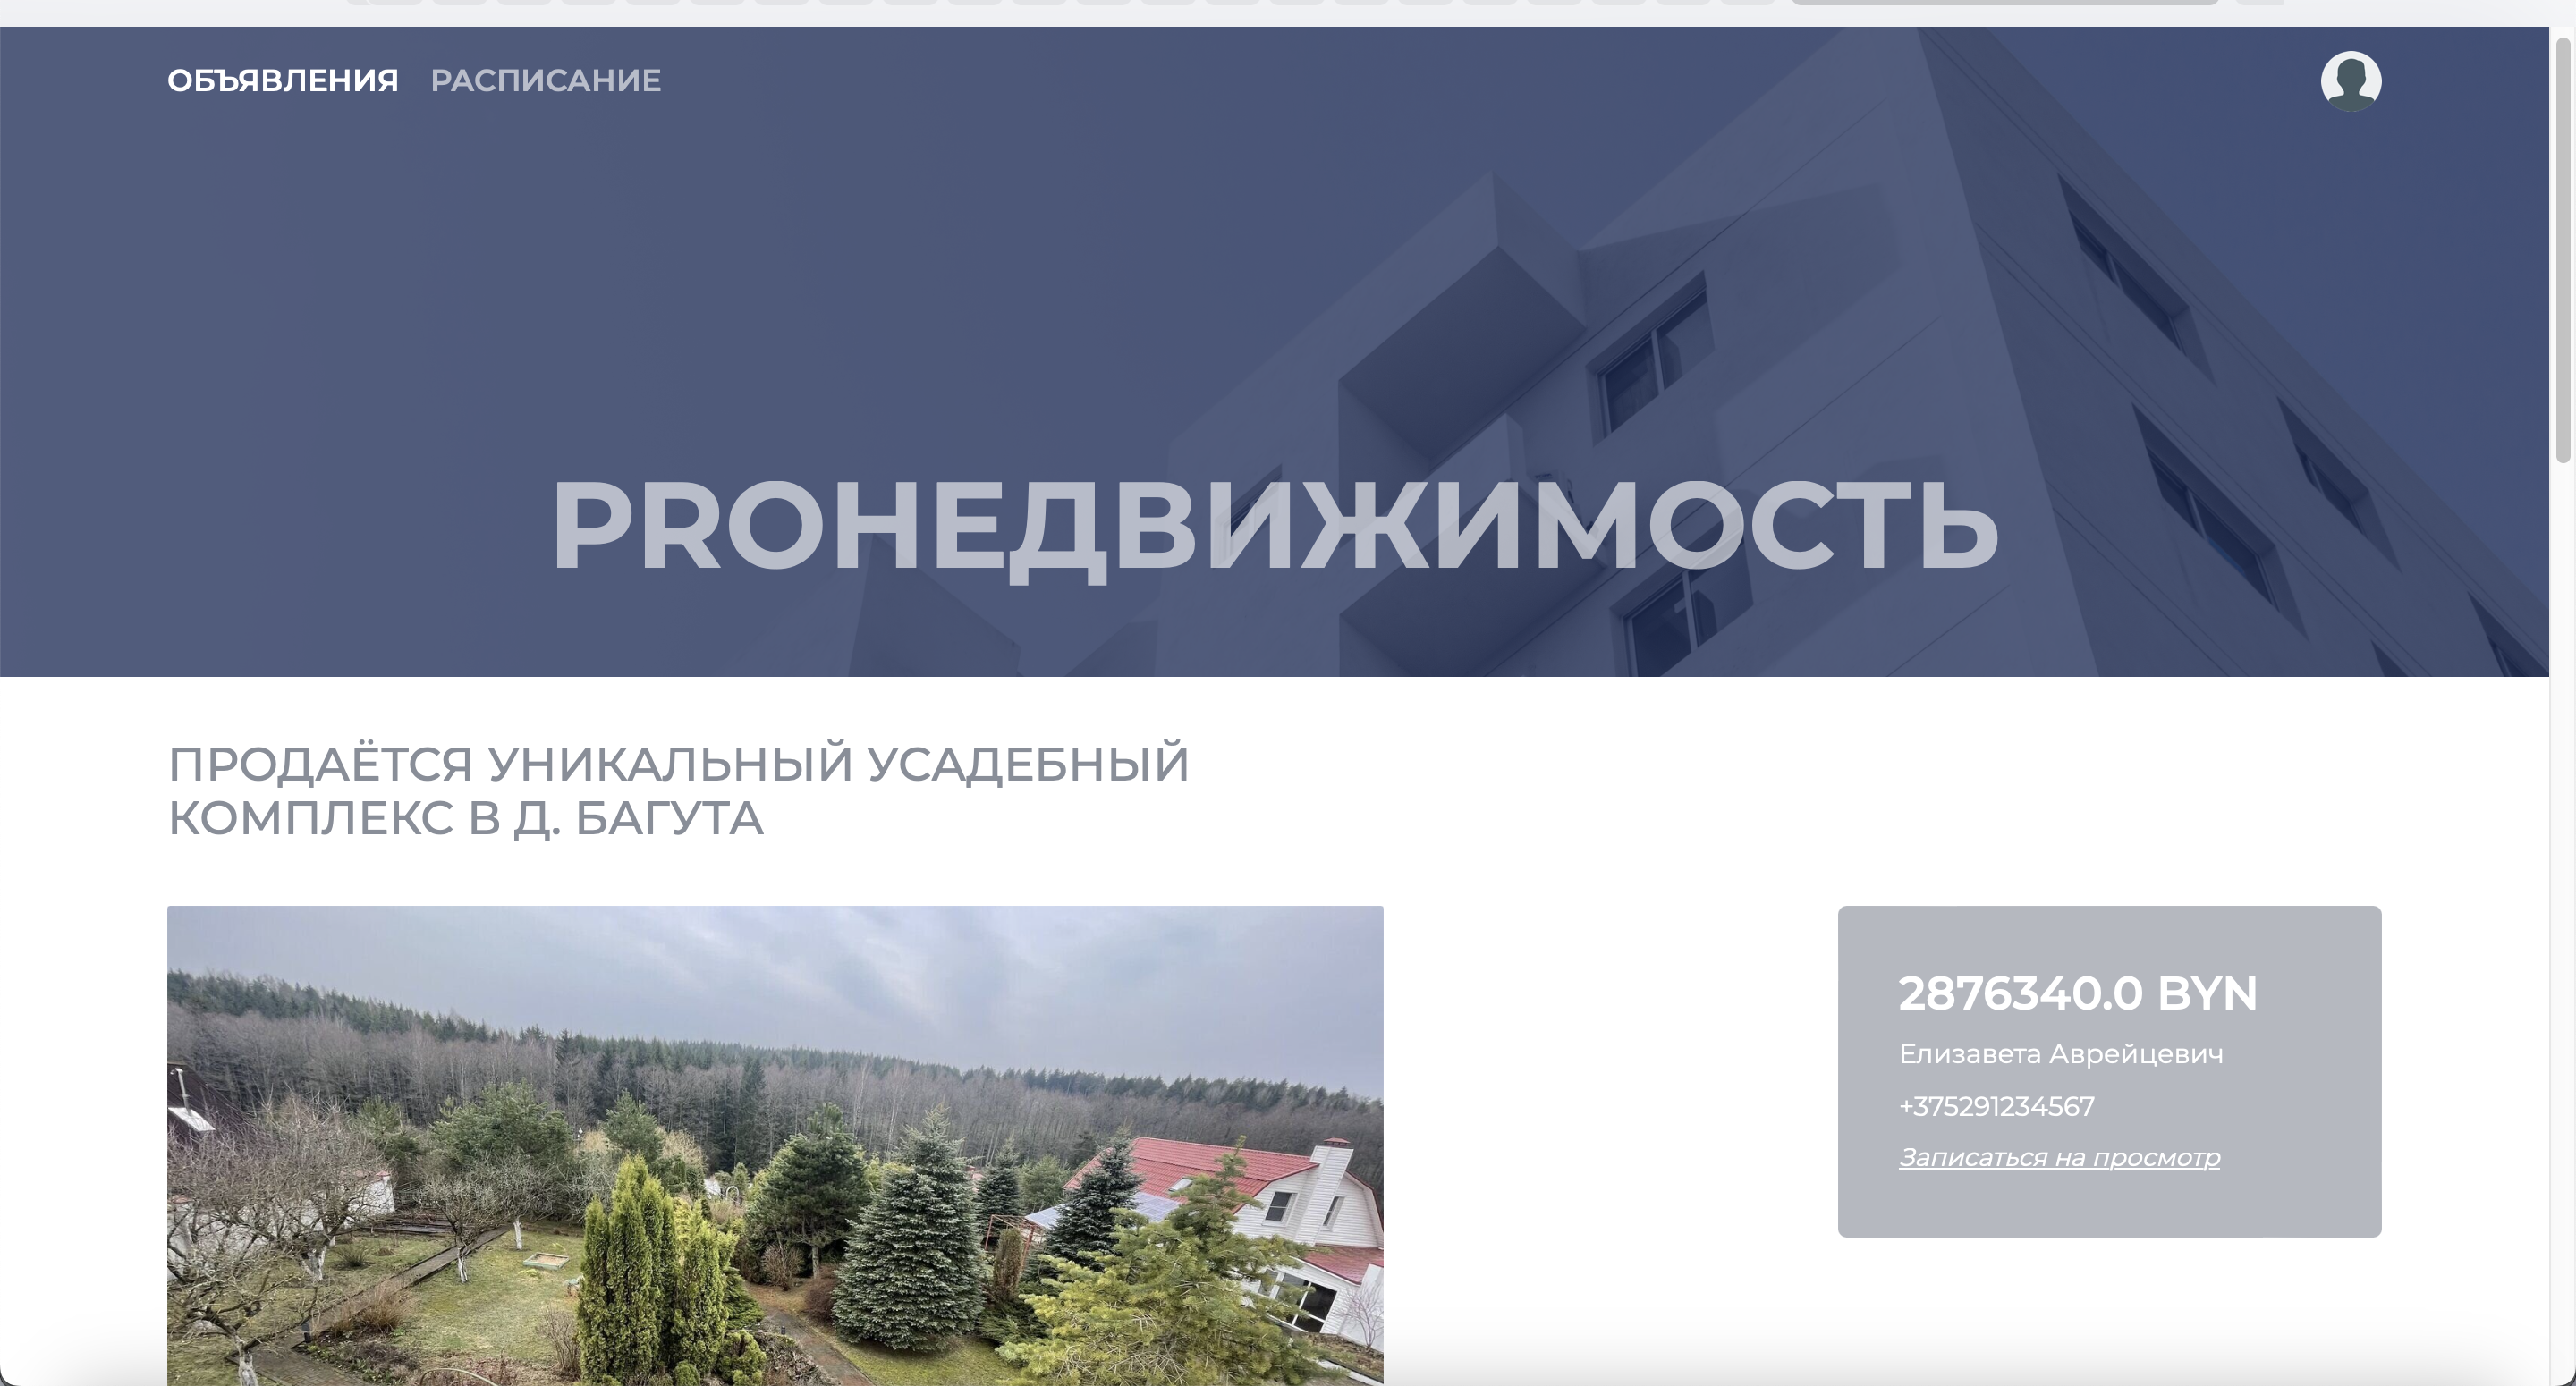 ОБЪЯВЛЕНИЯ РАСПИСАНИЕ
PROНЕДВИЖИМОСТЬ
ПРОДАЁТСЯ УНИКАЛЬНЫЙ УСАДЕБНЫЙ
КОМПЛЕКС В Д. БАГУТА
2876340.0 BYN
Елизавета Аврейцевич
+375291234567
Записаться на просмотр